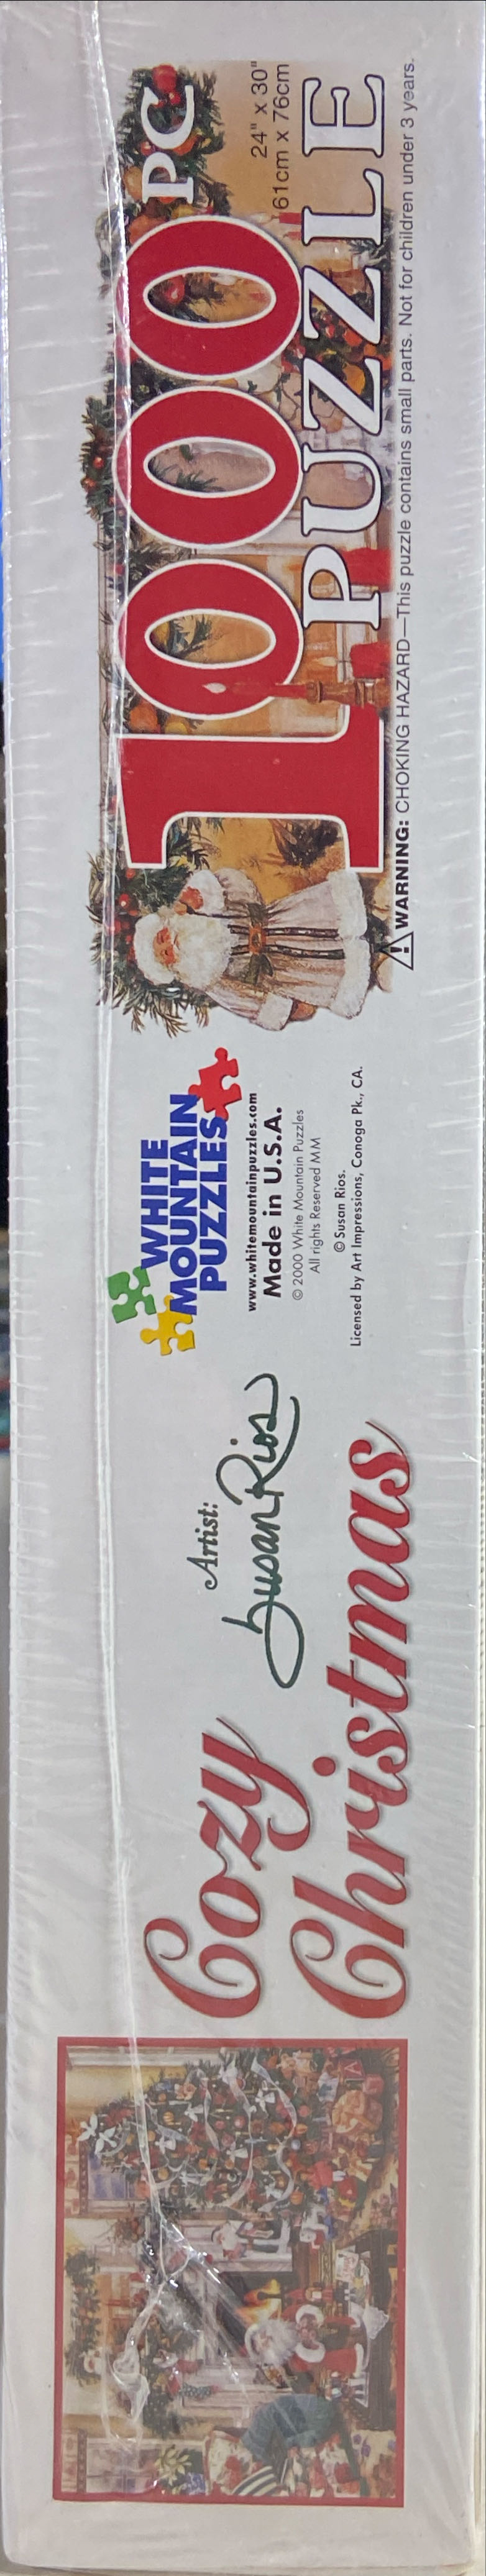 Cozy
Christmas
Artist:
Susan Rios
WHITE
MOUNTAIN
PUZZLES
www.whitemountainpuzzles.com
Made in U.S.A.
© 2000 White Mountain Puzzles
All rights Reserved MM
© Susan Rios.
Licensed by Art Impressions, Conoga Pk., CA.
1000 PC
24" x 30"
61cm x 76cm
PUZZLE
WARNING: CHOKING HAZARD—This puzzle contains small parts. Not for children under 3 years.